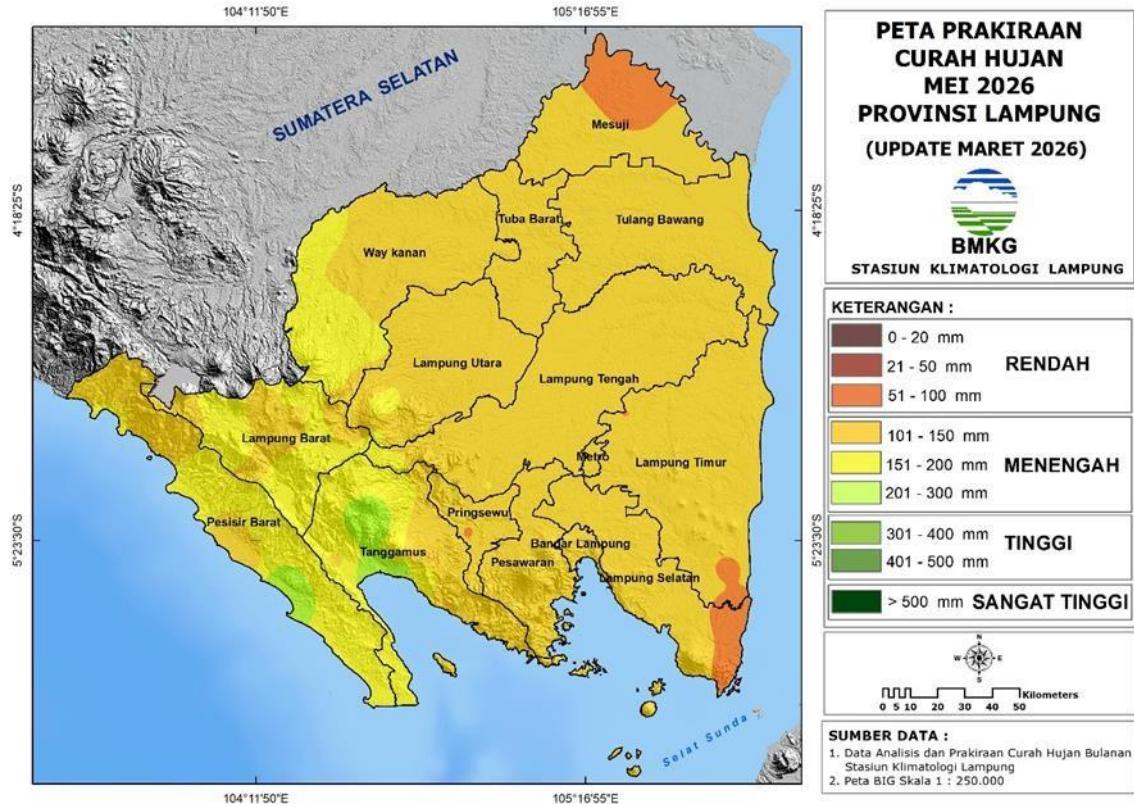 104°11'50"E
105°16'55"E
4°18'25"S
5°23'30"S
SUMATERA SELATAN
Mesuji
Tuba Barat
Tulang Bawang
Way kanan
Lampung Utara
Lampung Tengah
Lampung Barat
Metro
Lampung Timur
Pesisir Barat
Pringsewu
Tanggamus
Bandar Lampung
Pesawaran
Lampung Selatan
Selat Sunda
4°18'25"S
5°23'30"S
104°11'50"E
105°16'55"E
PETA PRAKIRAAN
CURAH HUJAN
MEI 2026
PROVINSI LAMPUNG
(UPDATE MARET 2026)
BMKG
STASIUN KLIMATOLOGI LAMPUNG
KETERANGAN :
0 - 20 mm
21 - 50 mm
51 - 100 mm
RENDAH
101 - 150 mm
151 - 200 mm
201 - 300 mm
MENENGAH
301 - 400 mm
401 - 500 mm
TINGGI
> 500 mm SANGAT TINGGI
N
W E
S
Kilometers
0 5 10 20 30 40 50
SUMBER DATA :
1. Data Analisis dan Prakiraan Curah Hujan Bulanan
Stasiun Klimatologi Lampung
2. Peta BIG Skala 1 : 250.000